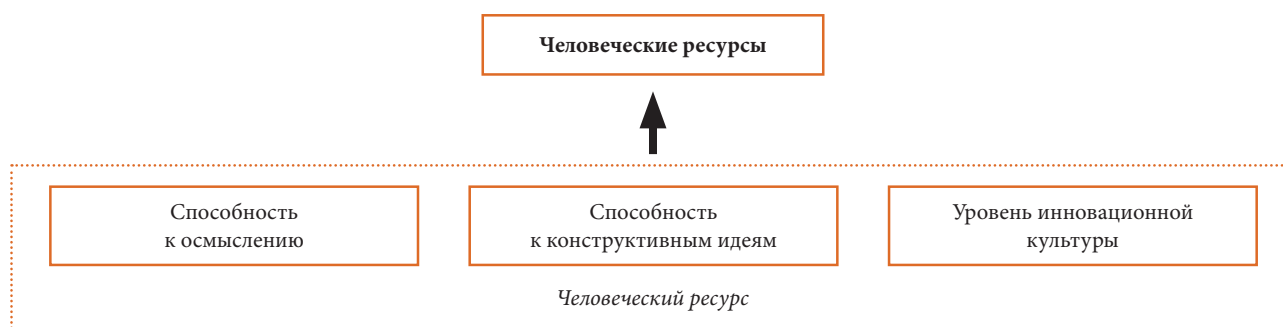 Человеческие ресурсы
Способность
к осмыслению
Способность
к конструктивным идеям
Уровень инновационной
культуры
Человеческий ресурс